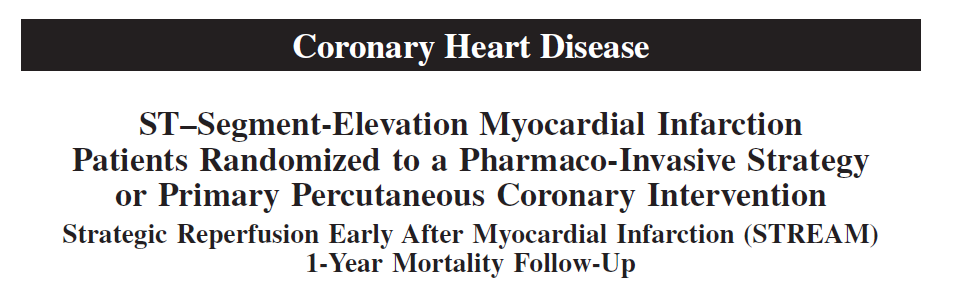 Coronary Heart Disease
ST–Segment-Elevation Myocardial Infarction
Patients Randomized to a Pharmaco-Invasive Strategy
or Primary Percutaneous Coronary Intervention
Strategic Reperfusion Early After Myocardial Infarction (STREAM)
1-Year Mortality Follow-Up